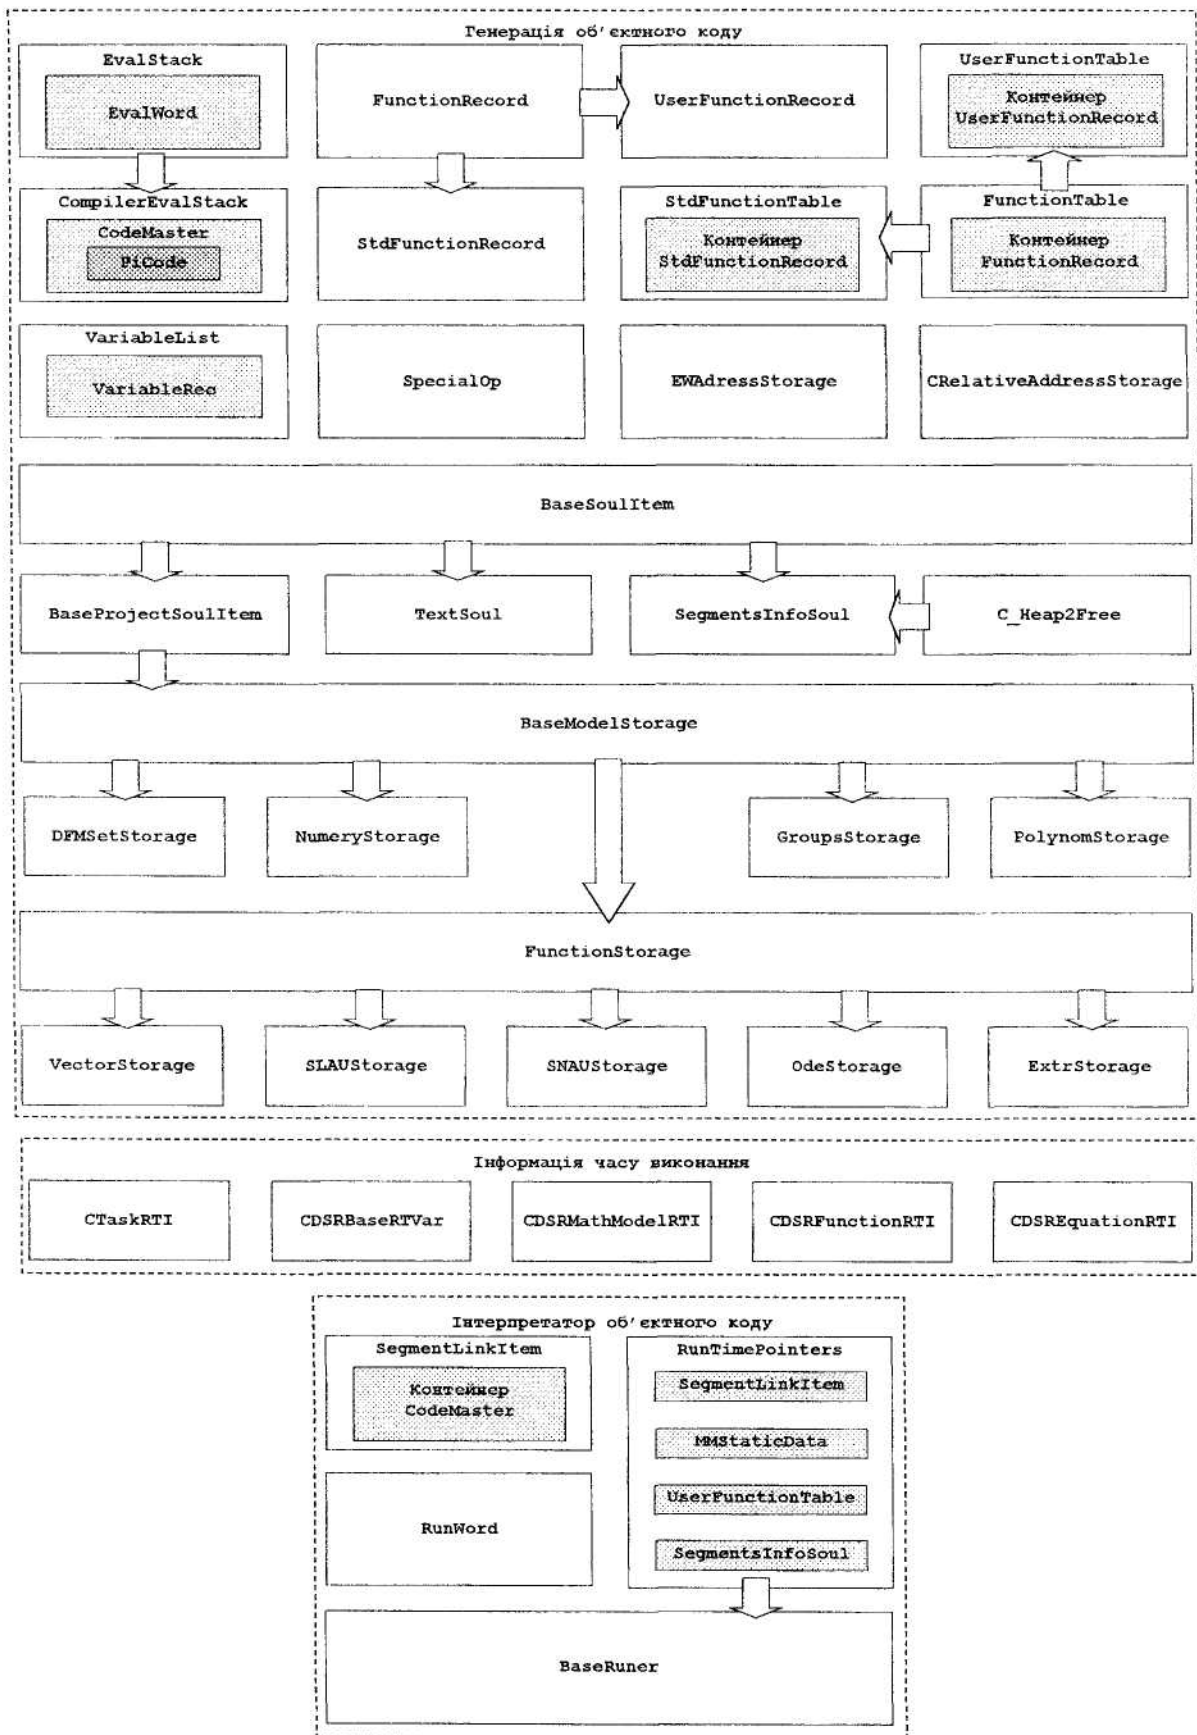 Генерація об'єктного коду
EvalStack
EvalWord
FunctionRecord
UserFunctionRecord
UserFunctionTable
Контейнер
UserFunctionRecord
CompilerEvalStack
CodeMaster
PiCode
StdFunctionRecord
StdFunctionTable
Контейнер
StdFunctionRecord
FunctionTable
Контейнер
FunctionRecord
VariableList
VariableRec
SpecialOp
EWAdressStorage
CRelativeAddressStorage
BaseSoulItem
BaseProjectSoulItem
TextSoul
SegmentsInfoSoul
C_Heap2Free
BaseModelStorage
DFMSetStorage
NumeryStorage
GroupsStorage
PolynomStorage
FunctionStorage
VectorStorage
SLAUStorage
SNAUStorage
OdeStorage
ExtrStorage
Інформація часу виконання
CTaskRTI
CDSRBaseRTVar
CDSRMathModelRTI
CDSRFunctionRTI
CDSREquationRTI
Інтерпретатор об'єктного коду
SegmentLinkItem
Контейнер
CodeMaster
RunWord
RunTimePointers
SegmentLinkItem
MMStaticData
UserFunctionTable
SegmentsInfoSoul
BaseRuner